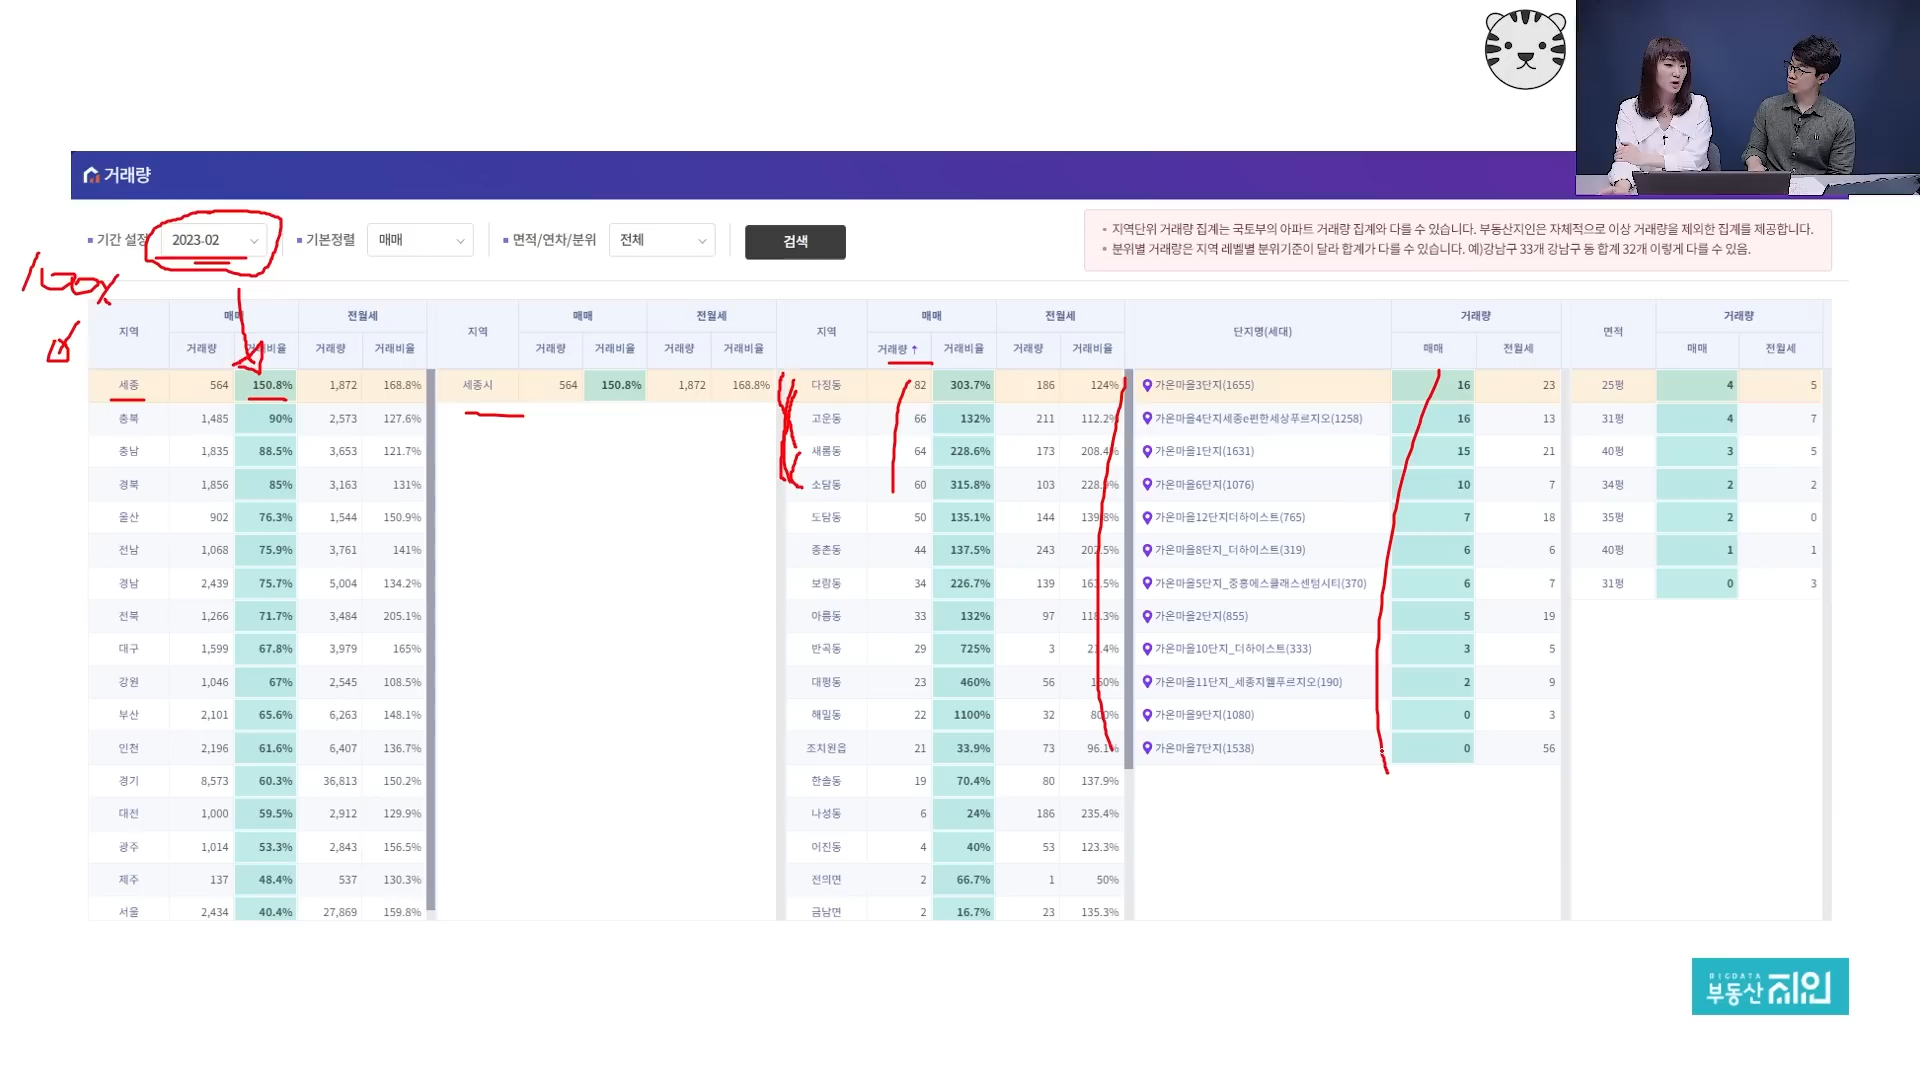 거래량
기간 설정 2023-02 기본정렬 매매 면적/연차/분위 전체 검색
지역단위 거래량 집계는 국토부의 아파트 거래량 집계와 다를 수 있습니다. 부동산지인은 자체적으로 이상 거래량을 제외한 집계를 제공합니다.
분위별 거래량은 지역 레벨별 분위기준이 달라 합계가 다를 수 있습니다. 예)강남구 33개 강남구 동 합계 32개 이렇게 다를 수 있음.
100%
지역 매매 전월세 지역 매매 전월세 지역 매매 전월세 단지명(세대) 거래량 면적 거래량
거래량 거래비율 거래량 거래비율 거래량 거래비율 거래량 거래비율 거래량 ↑ 거래비율 거래량 거래비율 매매 전월세 매매 전월세
세종 564 150.8% 1,872 168.8% 세종시 564 150.8% 1,872 168.8% 다정동 82 303.7% 186 124% 가온마을3단지(1655) 16 23 25평 4 5
충북 1,485 90% 2,573 127.6% 고운동 66 132% 211 112.2% 가온마을4단지세종e편한세상푸르지오(1258) 16 13 31평 4 7
충남 1,835 88.5% 3,653 121.7% 새롬동 64 228.6% 173 208.4% 가온마을1단지(1631) 15 21 40평 3 5
경북 1,856 85% 3,163 131% 소담동 60 315.8% 103 가온마을6단지(1076) 10 7 34평 2 2
울산 902 76.3% 1,544 150.9% 도담동 50 135.1% 144 139.8% 가온마을12단지더하이스트(765) 7 18 35평 2 0
전남 1,068 75.9% 3,761 141% 종촌동 44 137.5% 243 202.5% 가온마을8단지_더하이스트(319) 6 6 40평 1 1
경남 2,439 75.7% 5,004 134.2% 보람동 34 226.7% 139 가온마을5단지_중흥에스클래스센텀시티(370) 6 7 31평 0 3
전북 1,266 71.7% 3,484 205.1% 아름동 33 132% 97 118.3% 가온마을2단지(855) 5 19
대구 1,599 67.8% 3,979 165% 반곡동 29 725% 3 21.4% 가온마을10단지_더하이스트(333) 3 5
강원 1,046 67% 2,545 108.5% 대평동 23 460% 56 160% 가온마을11단지_세종지웰푸르지오(190) 2 9
부산 2,101 65.6% 6,263 148.1% 해밀동 22 1100% 32 800% 가온마을9단지(1080) 0 3
인천 2,196 61.6% 6,407 136.7% 조치원읍 21 33.9% 73 96.1% 가온마을7단지(1538) 0 56
경기 8,573 60.3% 36,813 150.2% 한솔동 19 70.4% 80 137.9%
대전 1,000 59.5% 2,912 129.9% 나성동 6 24% 186 235.4%
광주 1,014 53.3% 2,843 156.5% 어진동 4 40% 53 123.3%
제주 137 48.4% 537 130.3% 전의면 2 66.7% 1 50%
서울 2,434 40.4% 27,869 159.8% 금남면 2 16.7% 23 135.3%
BIGDATA
부동산 지인